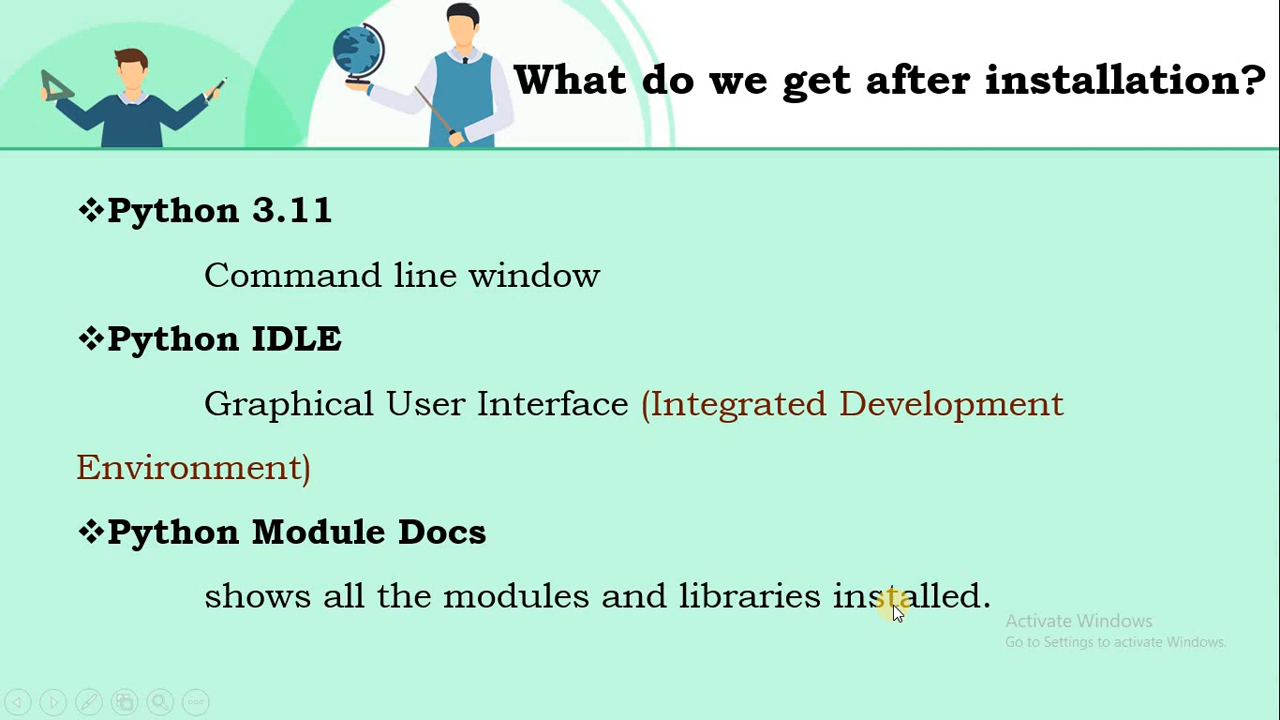 What do we get after installation?
❖Python 3.11
Command line window
❖Python IDLE
Graphical User Interface (Integrated Development
Environment)
❖Python Module Docs
shows all the modules and libraries installed.
Activate Windows
Go to Settings to activate Windows.